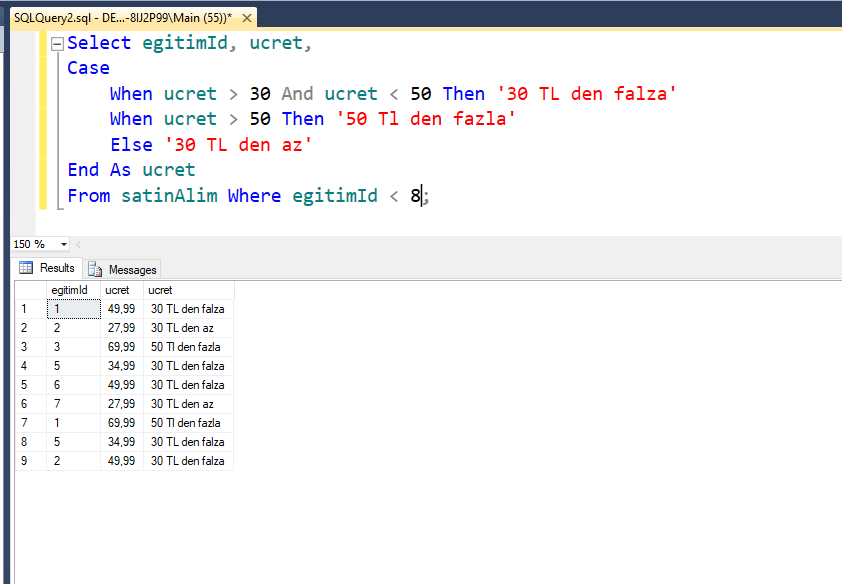 SQLQuery2.sql - DE...-8IJ2P99\Main (55))* ×
Select egitimId, ucret,
Case
When ucret > 30 And ucret < 50 Then '30 TL den falza'
When ucret > 50 Then '50 Tl den fazla'
Else '30 TL den az'
End As ucret
From satinAlim Where egitimId < 8;
150 %
Results Messages
egitimId ucret ucret
1 1 49,99 30 TL den falza
2 2 27,99 30 TL den az
3 3 69,99 50 Tl den fazla
4 5 34,99 30 TL den falza
5 6 49,99 30 TL den falza
6 7 27,99 30 TL den az
7 1 69,99 50 Tl den fazla
8 5 34,99 30 TL den falza
9 2 49,99 30 TL den falza